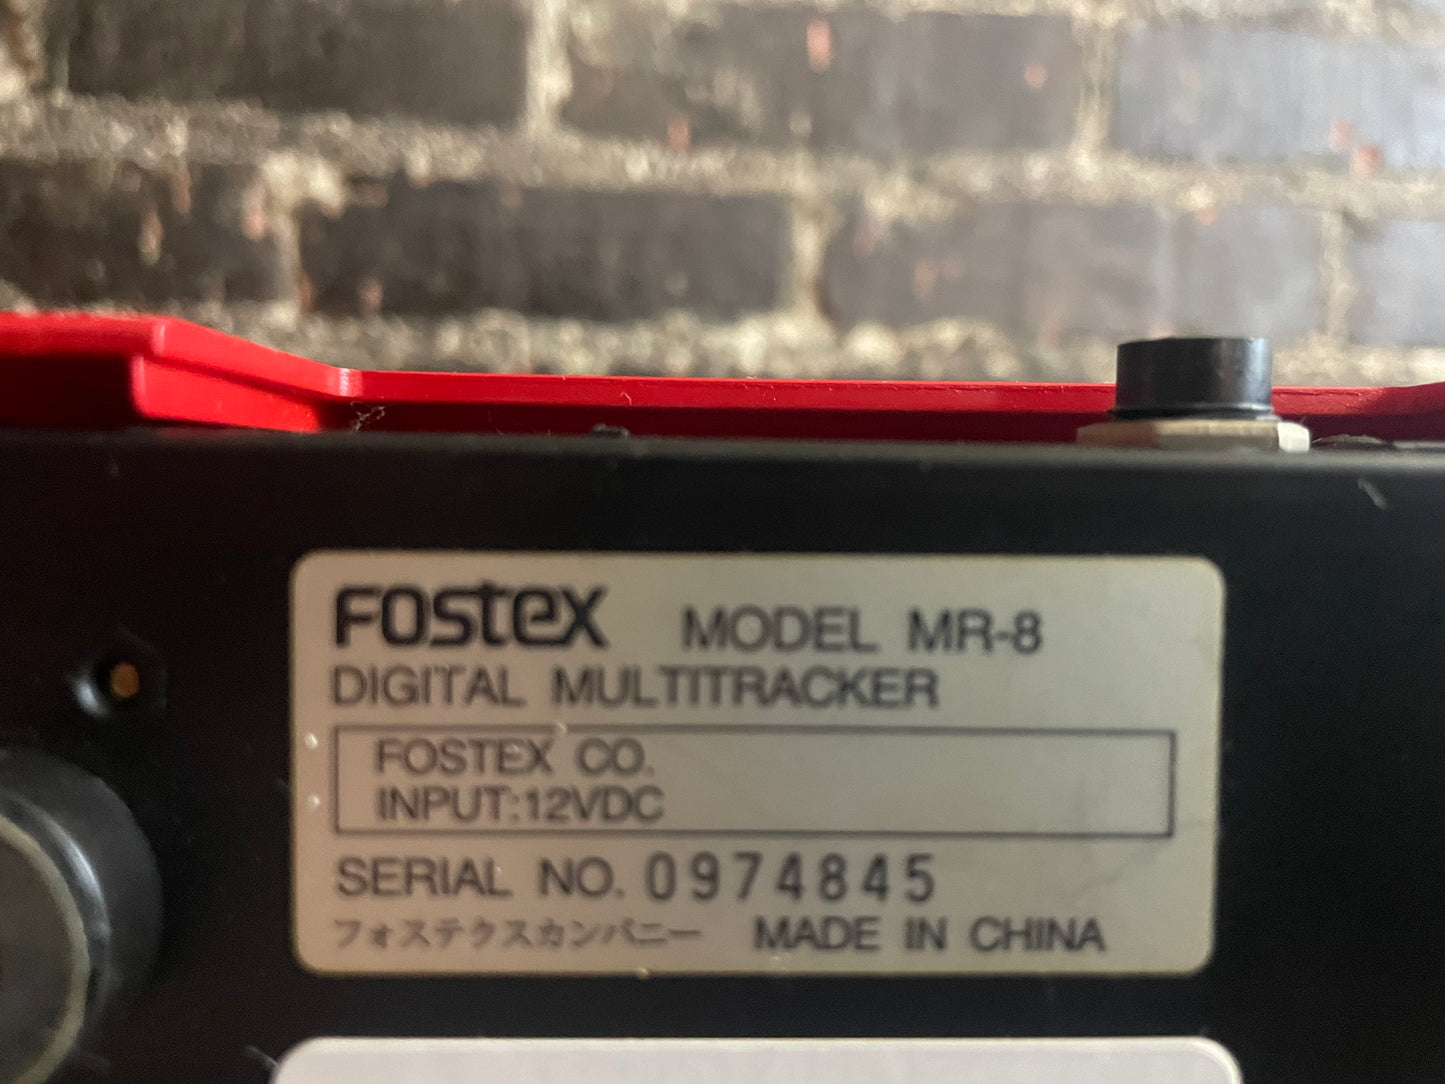 FOSTEX MODEL MR-8
DIGITAL MULTITRACKER
FOSTEX CO.
INPUT:12VDC
SERIAL NO. 0974845
フォステクスカンパニー MADE IN CHINA